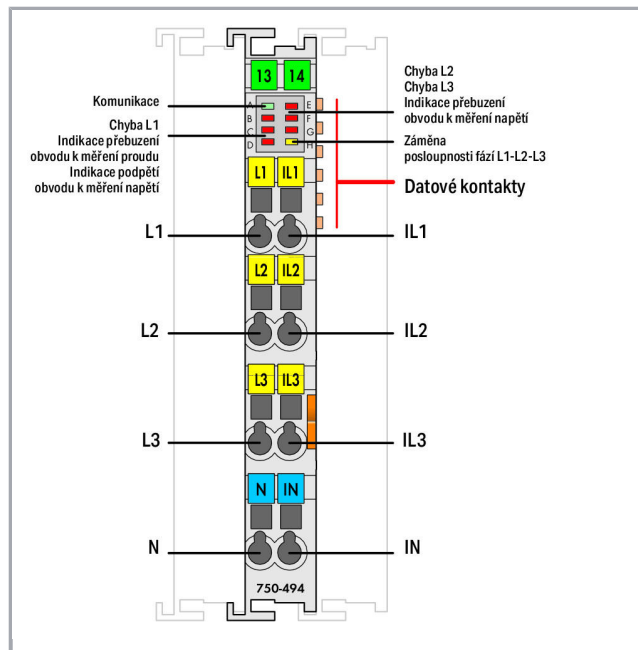 13 14
Komunikace
Chyba L1
Indikace přebuzení
obvodu k měření proudu
Indikace podpětí
obvodu k měření napětí
A
B
C
D
E
F
G
H
Chyba L2
Chyba L3
Indikace přebuzení
obvodu k měření napětí
Záměna
posloupnosti fází L1-L2-L3
Datové kontakty
L1 IL1
L1
IL1
L2 IL2
L2
IL2
L3 IL3
L3
IL3
N IN
N
IN
750-494